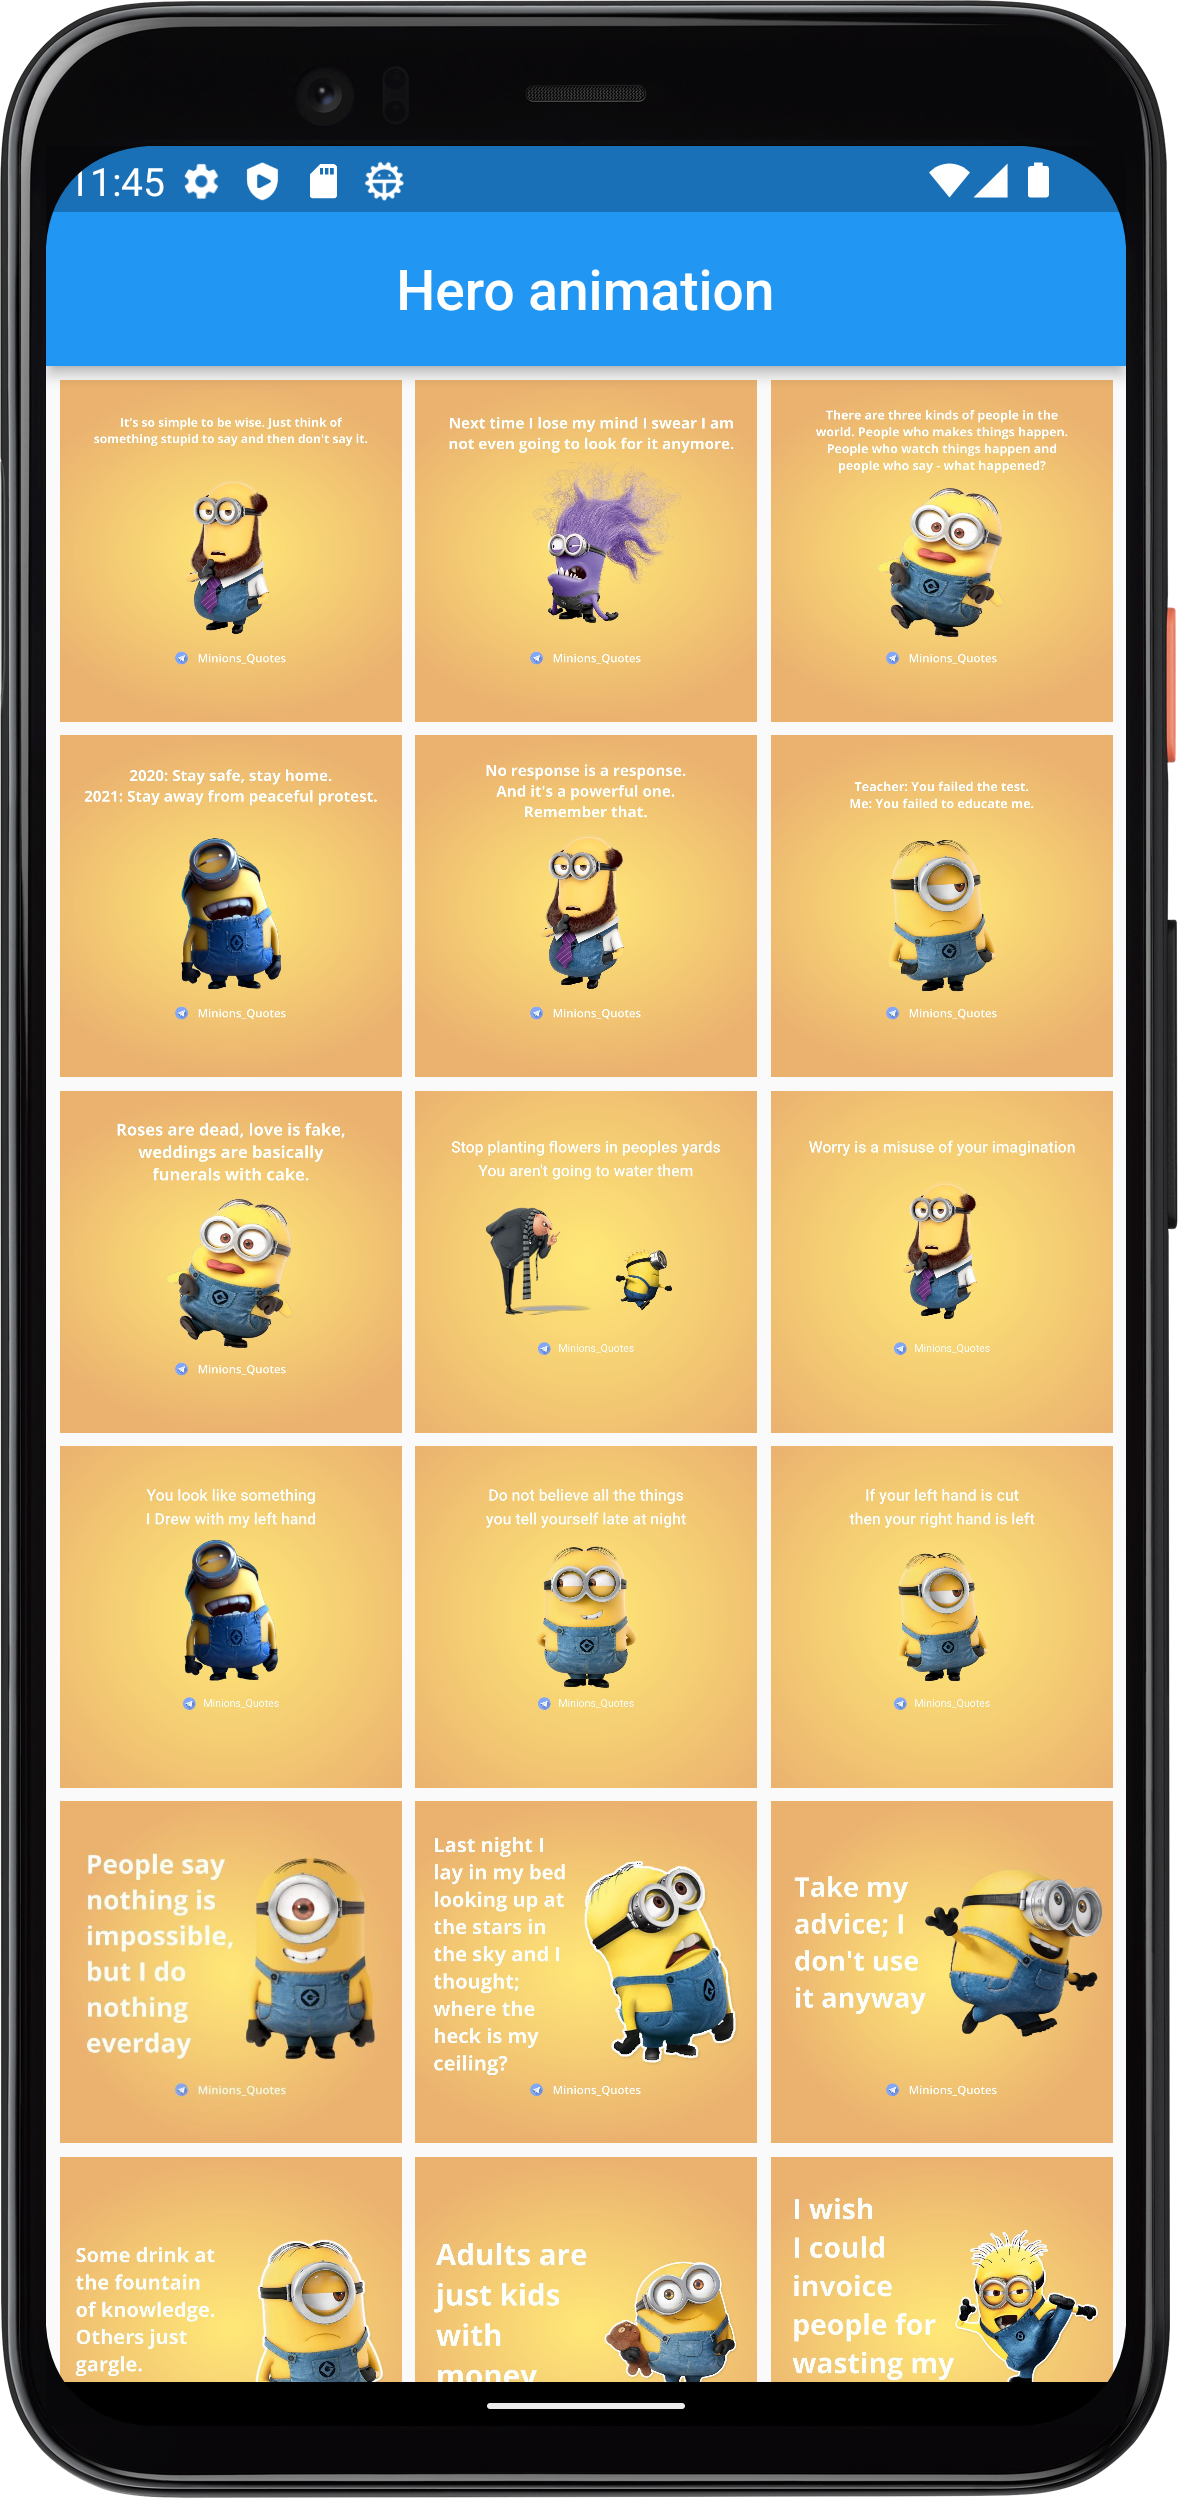 11:45
Hero animation
It's so simple to be wise. Just think of
something stupid to say and then don't say it.
Minions_Quotes
Next time I lose my mind I swear I am
not even going to look for it anymore.
Minions_Quotes
There are three kinds of people in the
world. People who makes things happen.
People who watch things happen and
people who say - what happened?
Minions_Quotes
2020: Stay safe, stay home.
2021: Stay away from peaceful protest.
Minions_Quotes
No response is a response.
And it's a powerful one.
Remember that.
Minions_Quotes
Teacher: You failed the test.
Me: You failed to educate me.
Minions_Quotes
Roses are dead, love is fake,
weddings are basically
funerals with cake.
Minions_Quotes
Stop planting flowers in peoples yards
You aren't going to water them
Minions_Quotes
Worry is a misuse of your imagination
Minions_Quotes
You look like something
I Drew with my left hand
Minions_Quotes
Do not believe all the things
you tell yourself late at night
Minions_Quotes
If your left hand is cut
then your right hand is left
Minions_Quotes
People say
nothing is
impossible,
but I do
nothing
everday
Minions_Quotes
Last night I
lay in my bed
looking up at
the stars in
the sky and I
thought;
where the
heck is my
ceiling?
Minions_Quotes
Take my
advice; I
don't use
it anyway
Minions_Quotes
Some drink at
the fountain
of knowledge.
Others just
gargle.
Adults are
just kids
with
money
I wish
I could
invoice
people for
wasting my